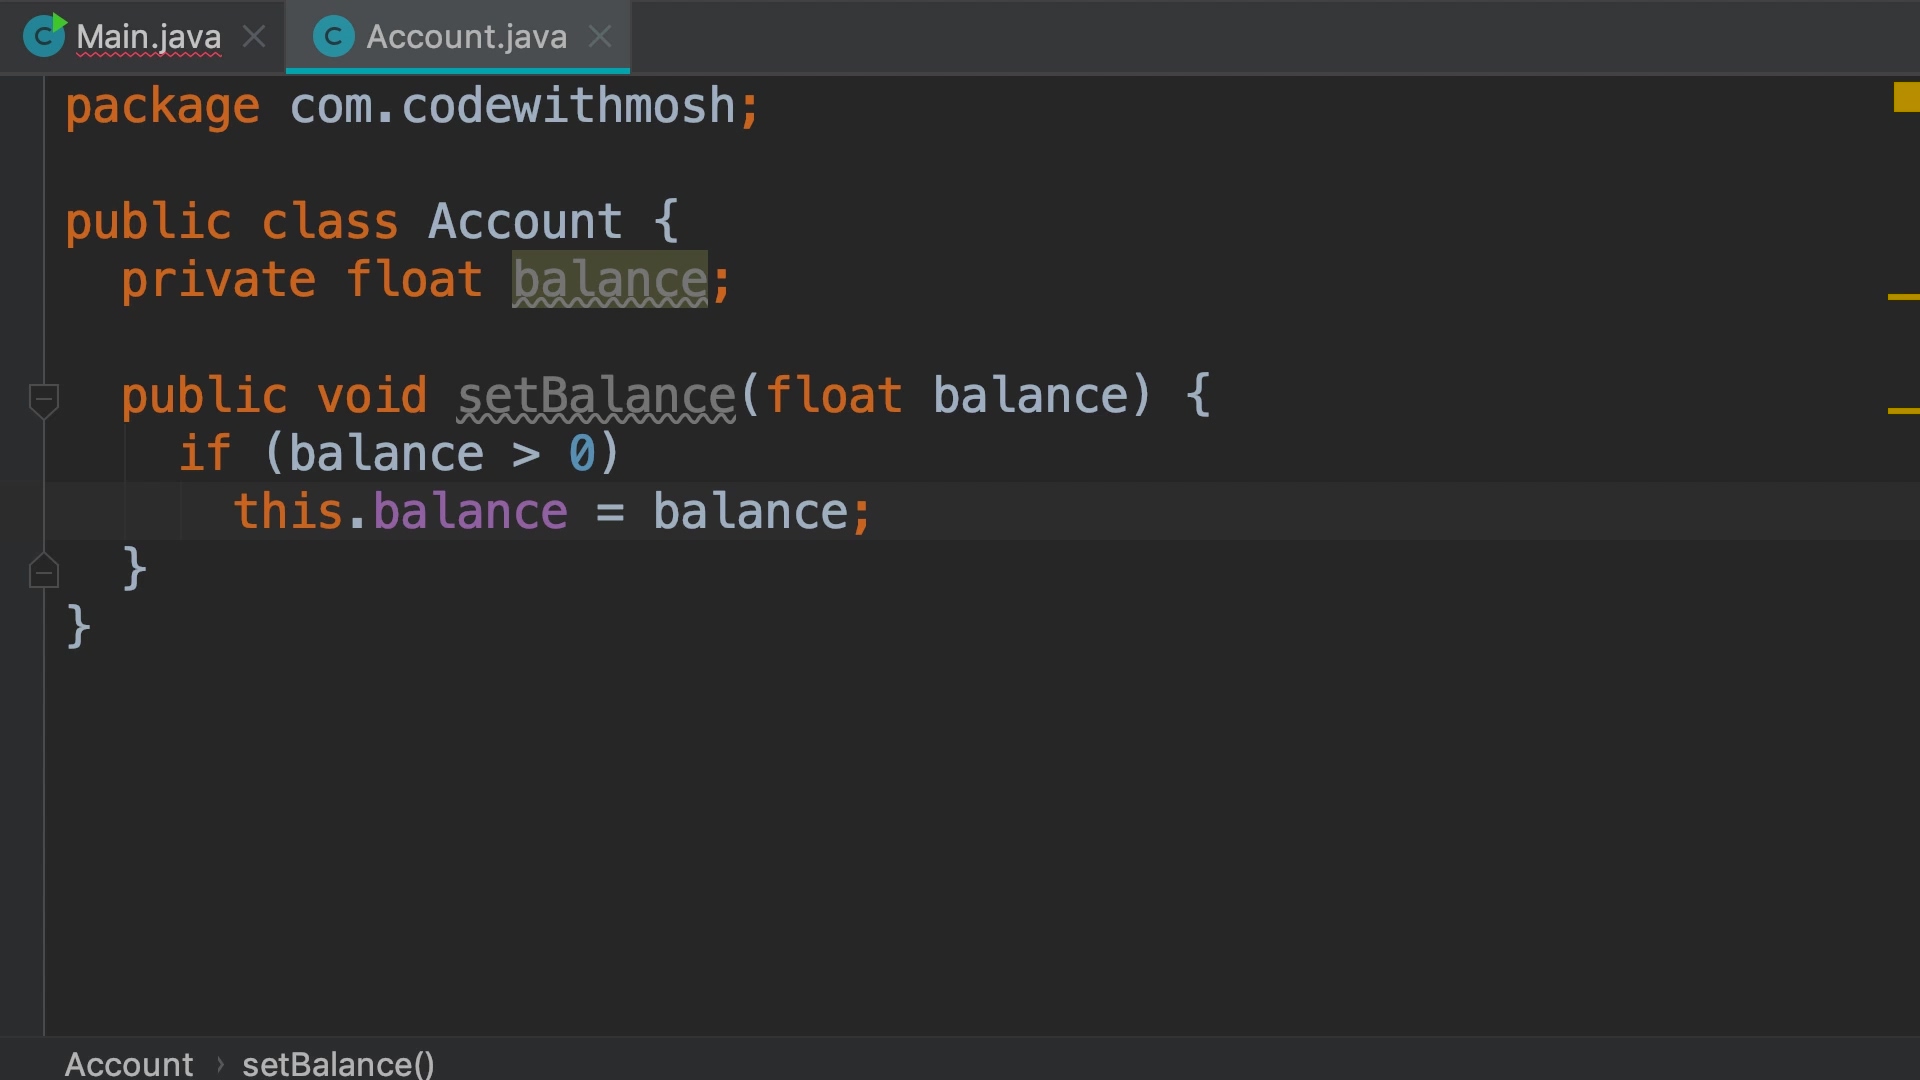 Main.java Account.java
package com.codewithmosh;
public class Account {
private float balance;
public void setBalance(float balance) {
if (balance > 0)
this.balance = balance;
}
}
Account › setBalance()